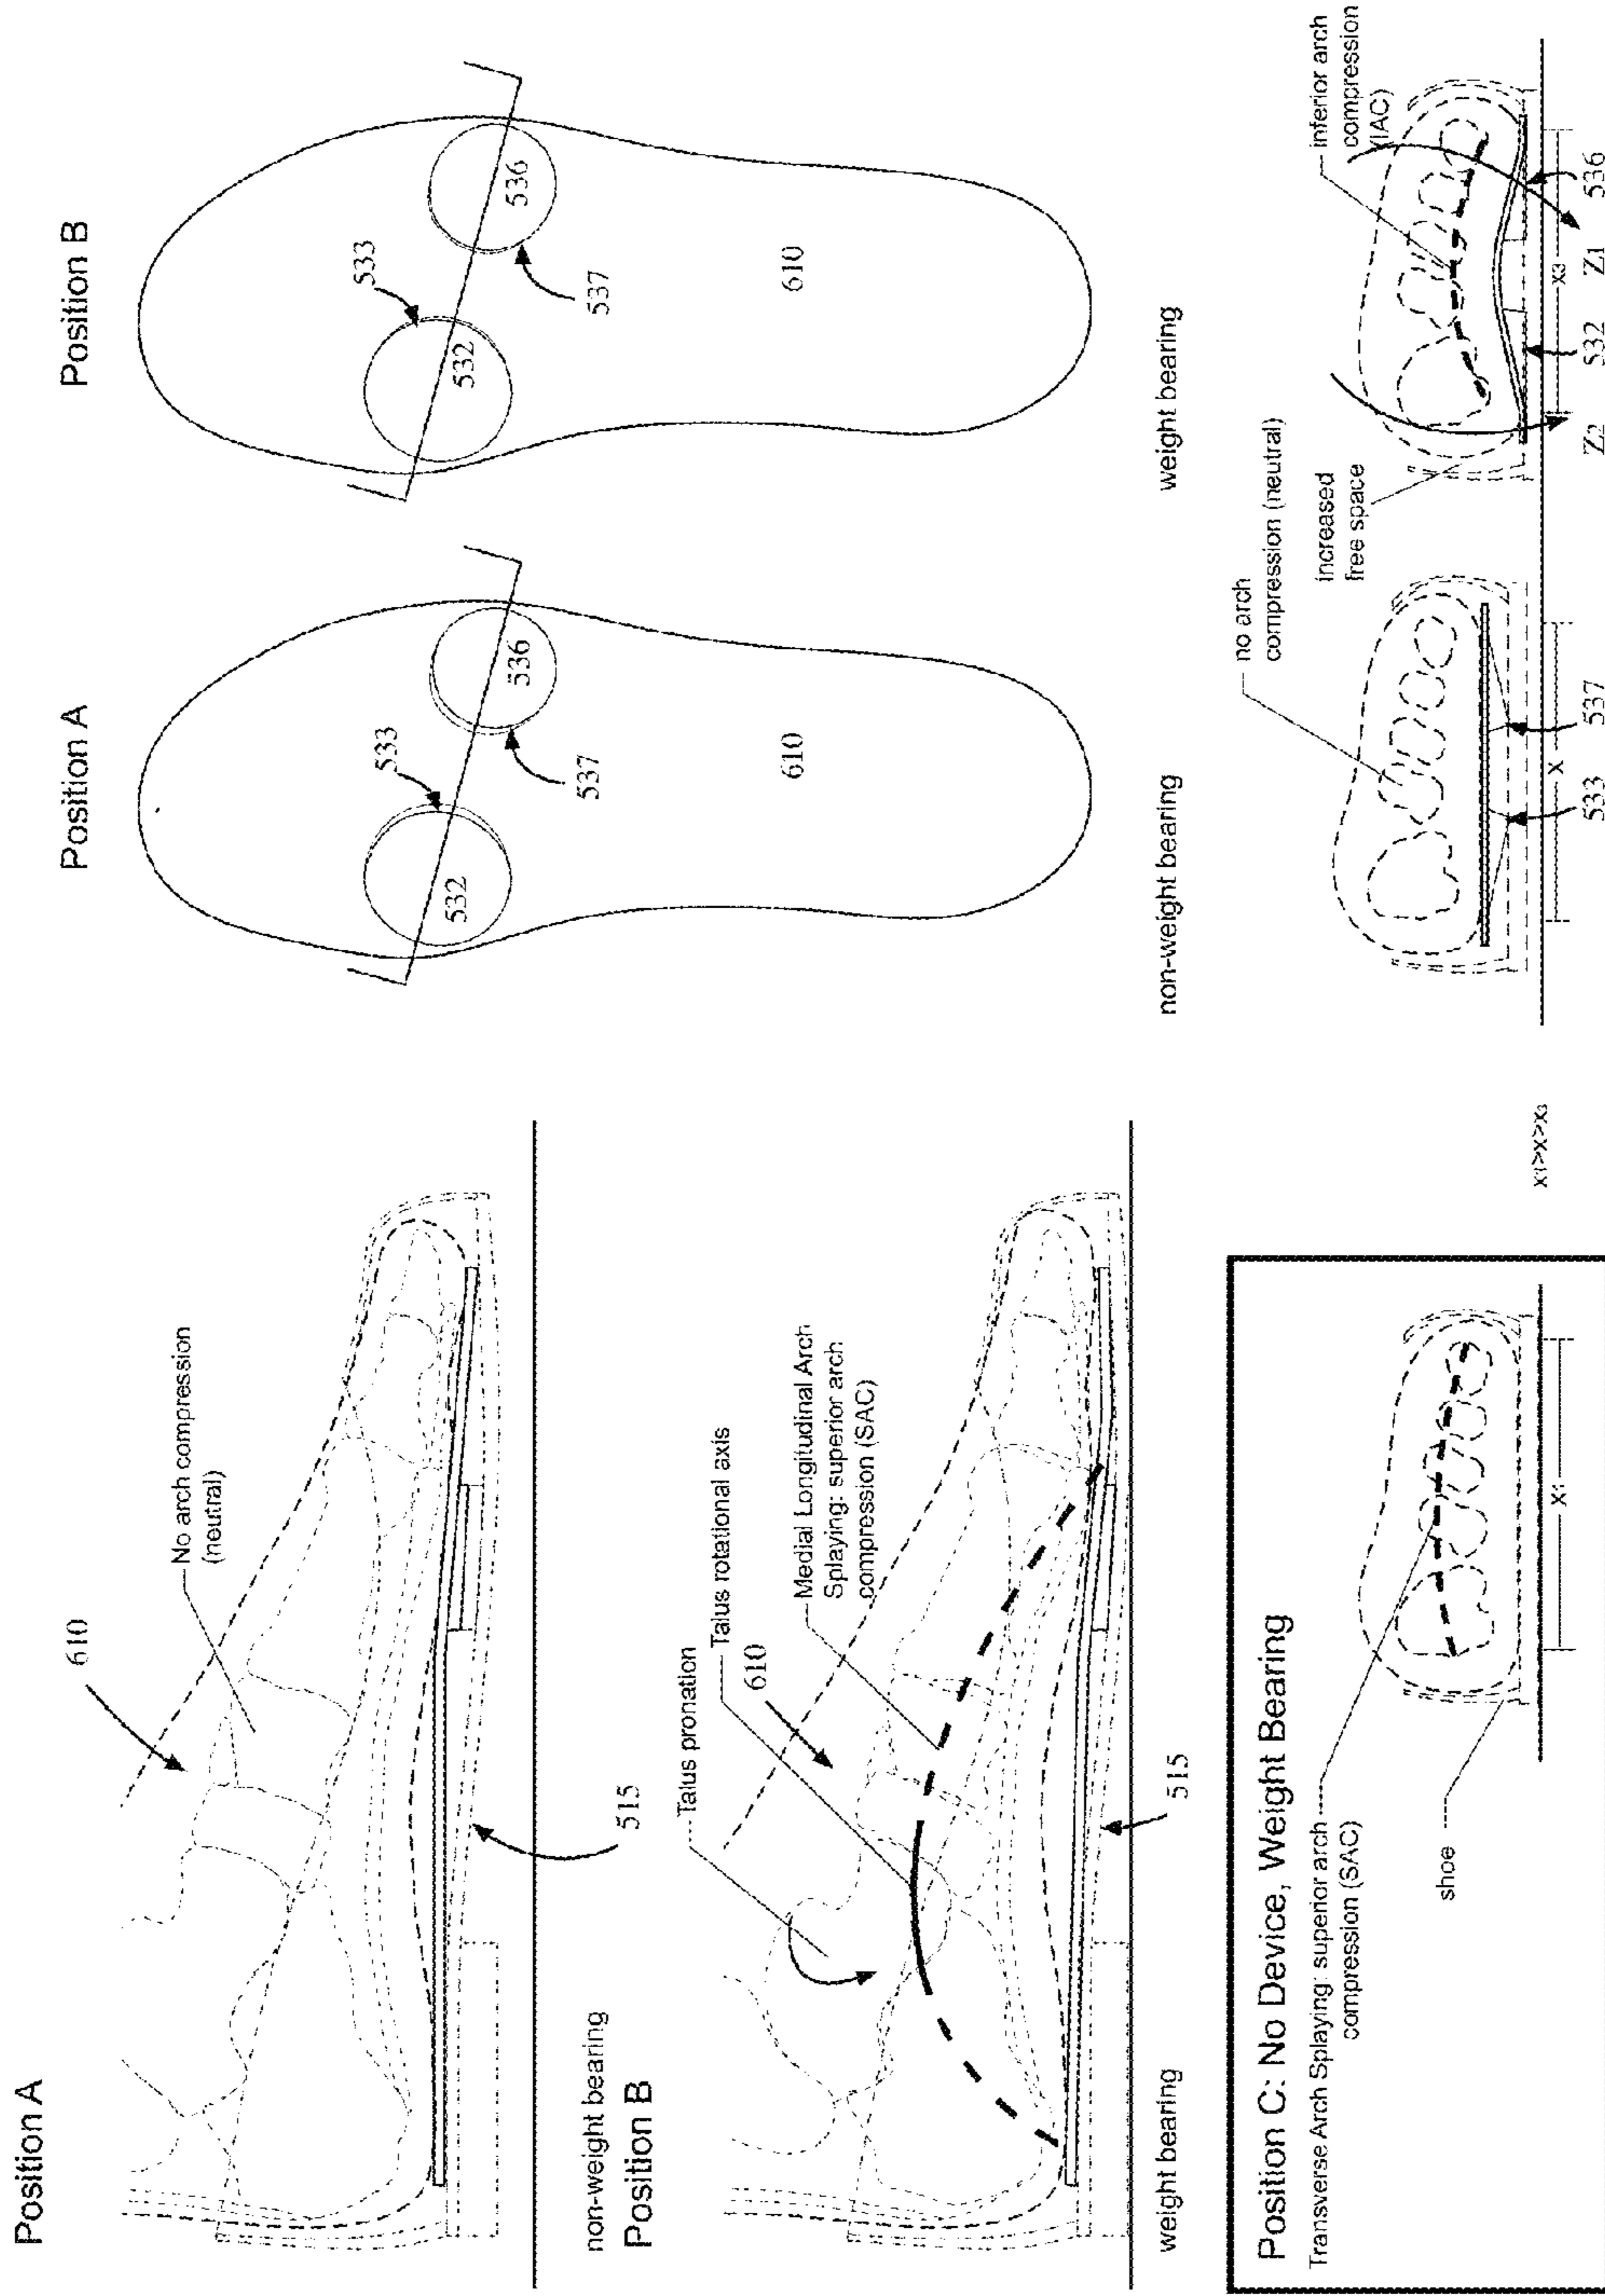 Position A
610
No arch compression
(neutral)
515
non-weight bearing
Position B
Talus pronation
Talus rotational axis
610
Medial Longitudinal Arch
Splaying: superior arch
compression (SAC)
515
weight bearing
Position C: No Device, Weight Bearing
Transverse Arch Splaying: superior arch
compression (SAC)
shoe
X1
X1>X>X3
Position A
533
532
536
537
610
non-weight bearing
Position B
533
532
536
537
610
weight bearing
no arch
compression (neutral)
X
533
537
increased
free space
inferior arch
compression
(IAC)
X3
Z2
532
Z1
536